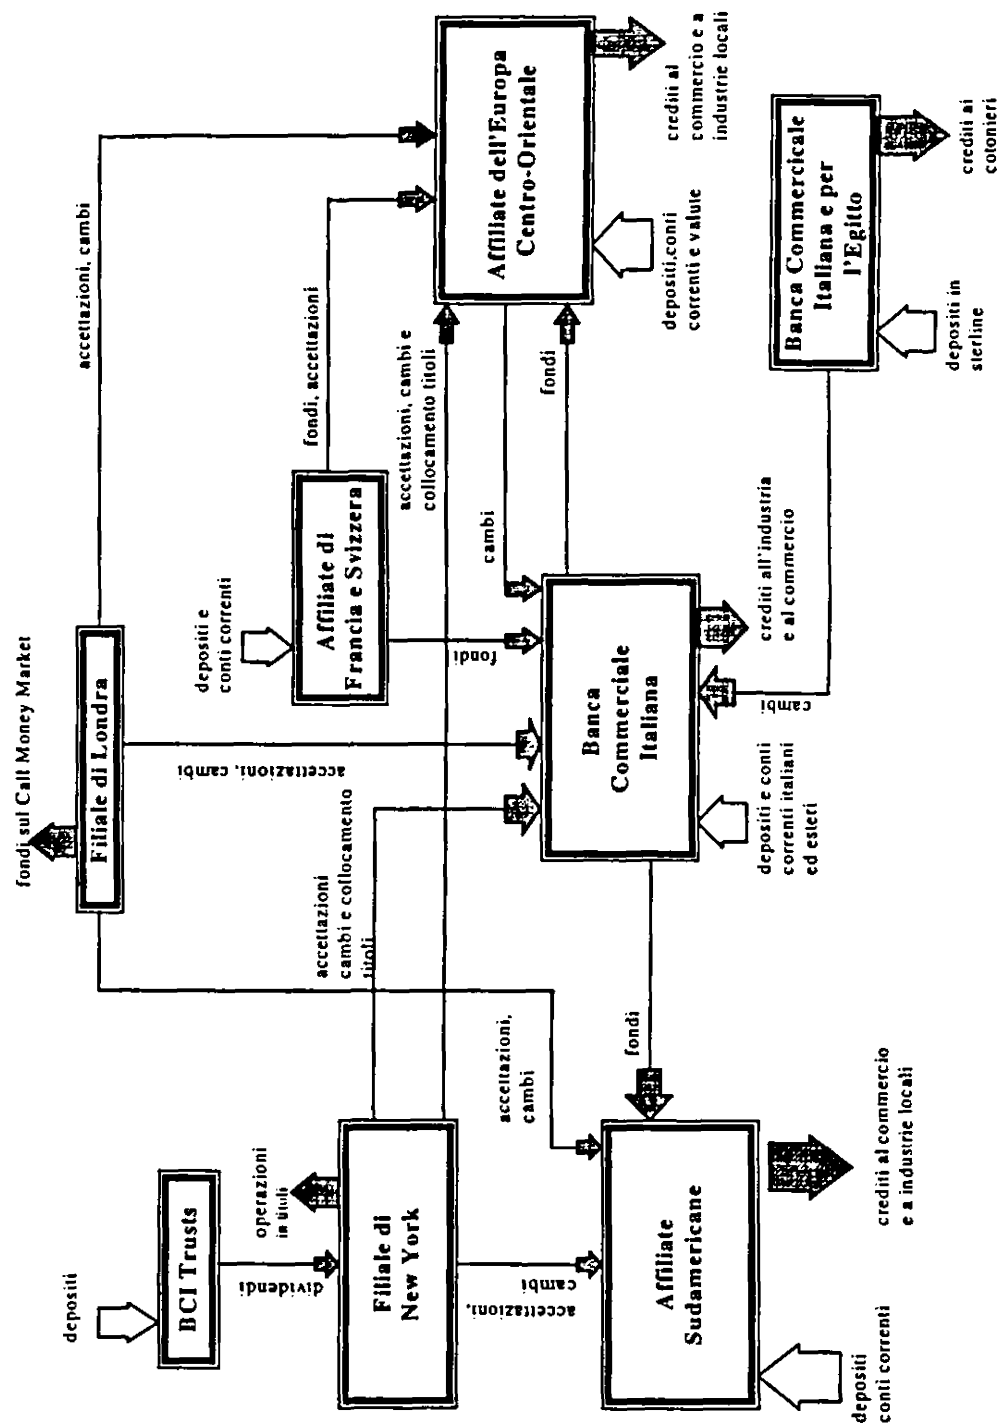 fondi sul Call Money Market
Filiale di Londra
accettazioni, cambi
depositi
BCI Trusts
depositi e
conti correnti
operazioni
in titoli
dividendi
accettazioni
cambi e collocamento
titoli
accettazioni, cambi
Affiliate di
Francia e Svizzera
fondi, accettazioni
Filiale di
New York
accettazioni, cambi e
collocamento titoli
fondi
cambi
Affiliate dell'Europa
Centro-Orientale
accettazioni,
cambi
accettazioni,
cambi
fondi
Banca
Commerciale
Italiana
fondi
Affiliate
Sudamericane
depositi,conti
correnti e valute
crediti al
commercio e a
industrie locali
depositi e conti
correnti italiani
ed esteri
crediti all'industria
e al commercio
cambi
Banca Commericale
Italiana e per
l'Egitto
depositi
conti correnti
crediti al commercio
e a industrie locali
depositi in
sterline
crediti ai
cotonieri